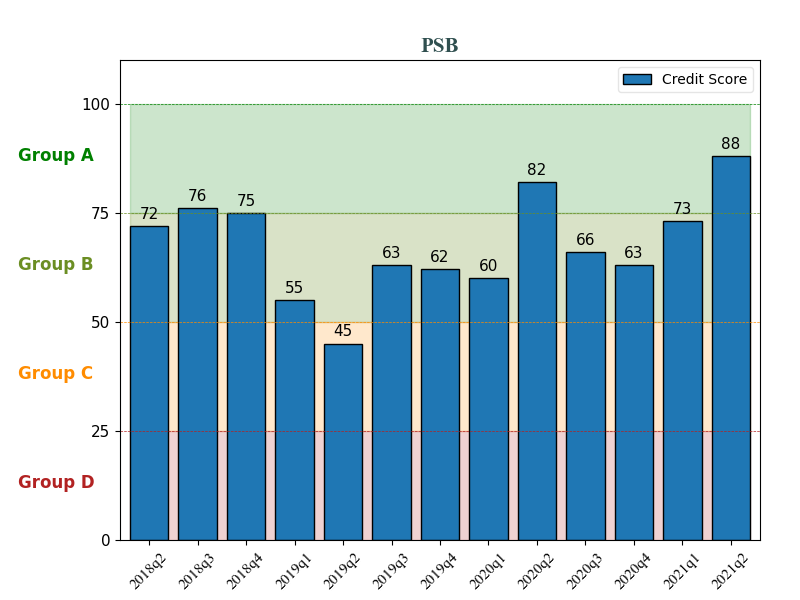 PSB
Credit Score
100
75
50
25
0
Group A
Group B
Group C
Group D
72
76
75
55
45
63
62
60
82
66
63
73
88
2018q2
2018q3
2018q4
2019q1
2019q2
2019q3
2019q4
2020q1
2020q2
2020q3
2020q4
2021q1
2021q2